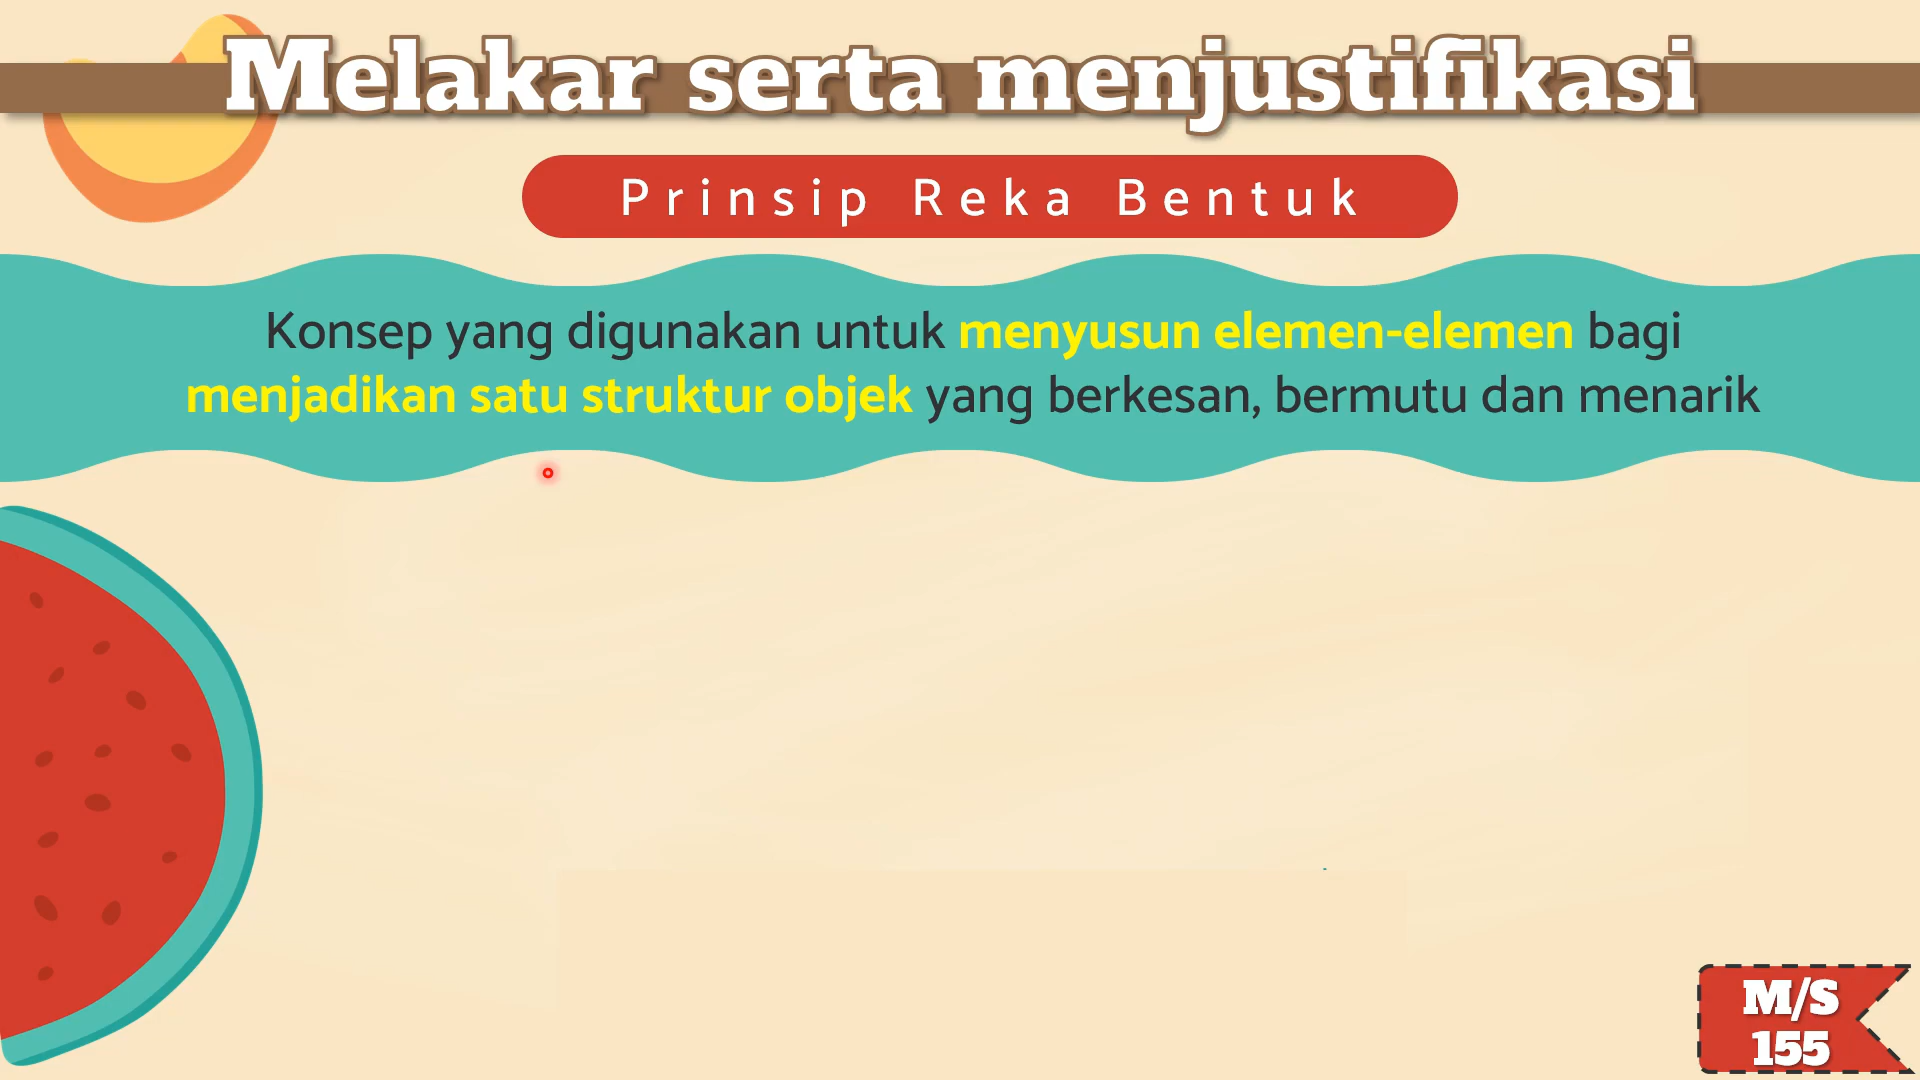 Melakar serta menjustifikasi
Prinsip Reka Bentuk
Konsep yang digunakan untuk menyusun elemen-elemen bagi
menjadikan satu struktur objek yang berkesan, bermutu dan menarik
M/S
155